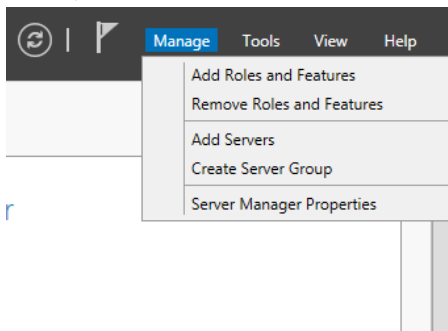 Manage Tools View Help
Add Roles and Features
Remove Roles and Features
Add Servers
Create Server Group
Server Manager Properties
r